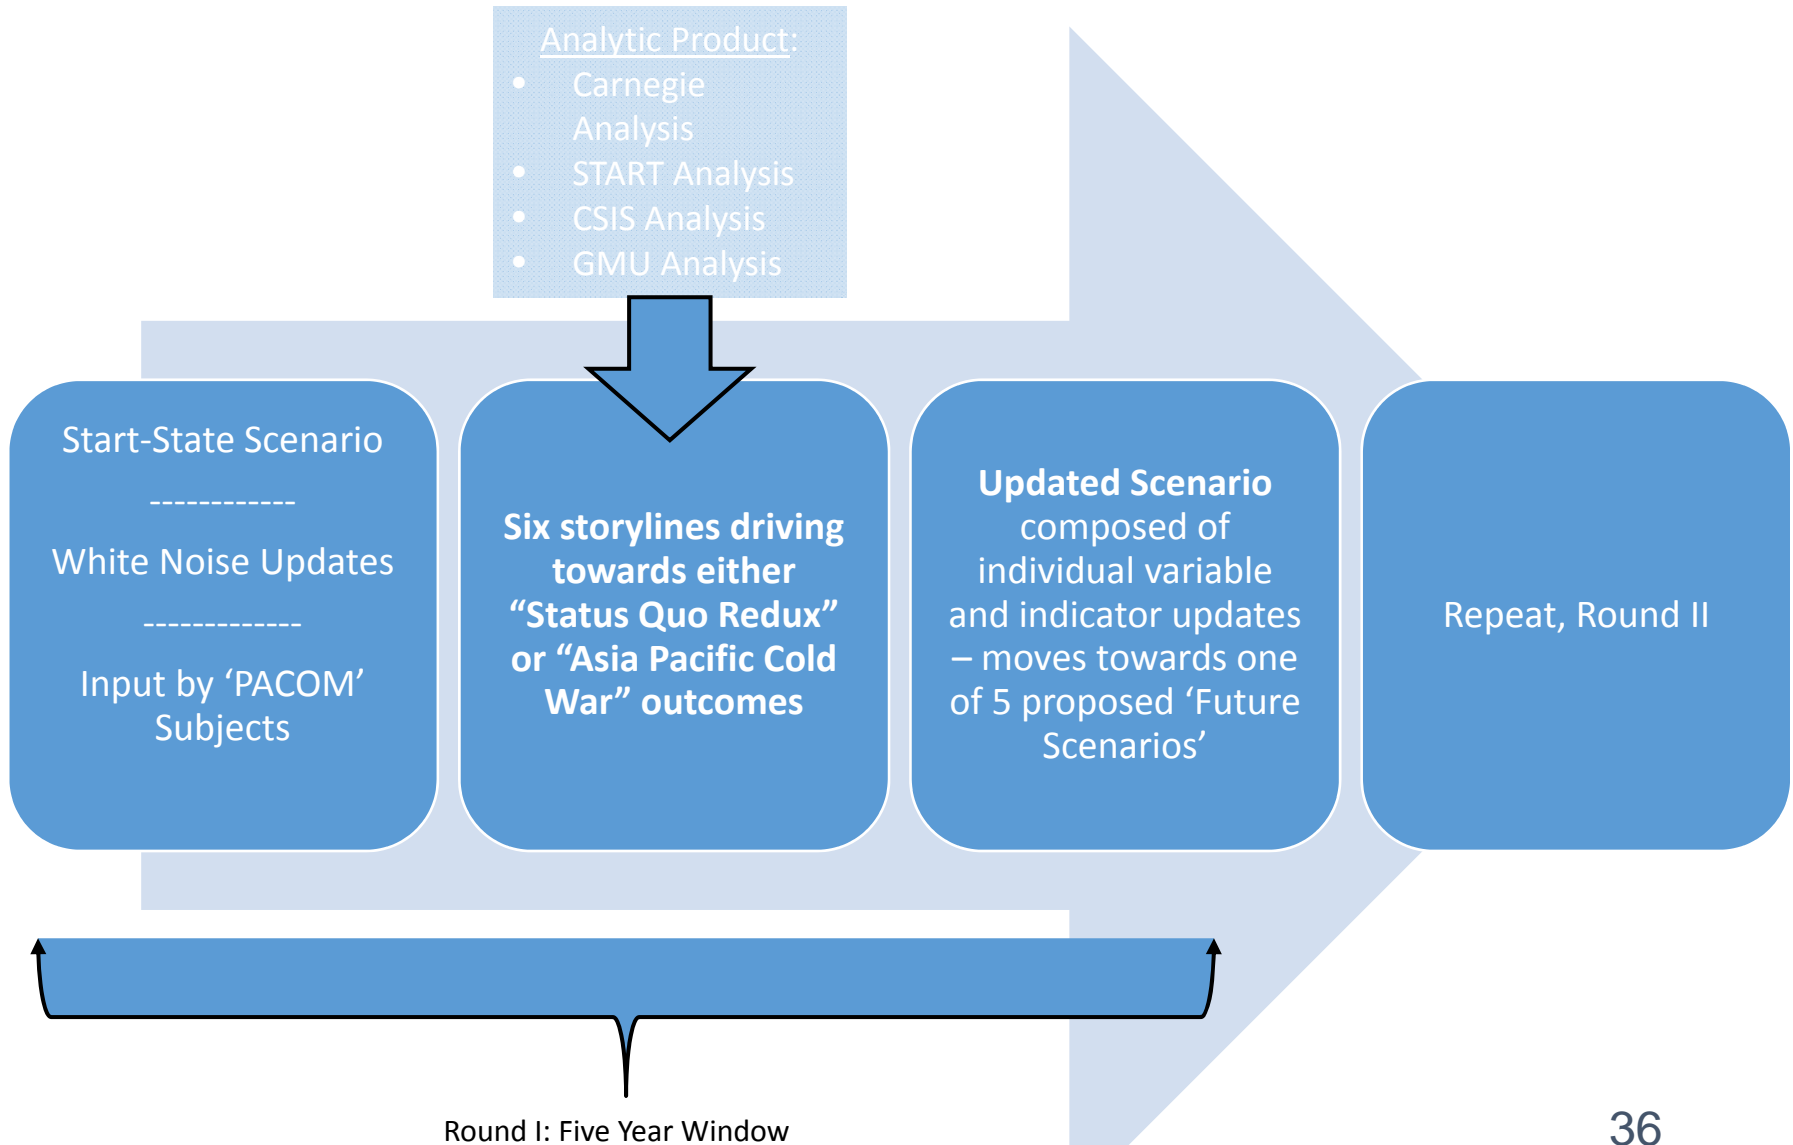 Analytic Product:
• Carnegie
Analysis
• START Analysis
• CSIS Analysis
• GMU Analysis
Start-State Scenario
------------
White Noise Updates
-------------
Input by ‘PACOM’
Subjects
Six storylines driving
towards either
“Status Quo Redux”
or “Asia Pacific Cold
War” outcomes
Updated Scenario
composed of
individual variable
and indicator updates
– moves towards one
of 5 proposed ‘Future
Scenarios’
Repeat, Round II
Round I: Five Year Window
36